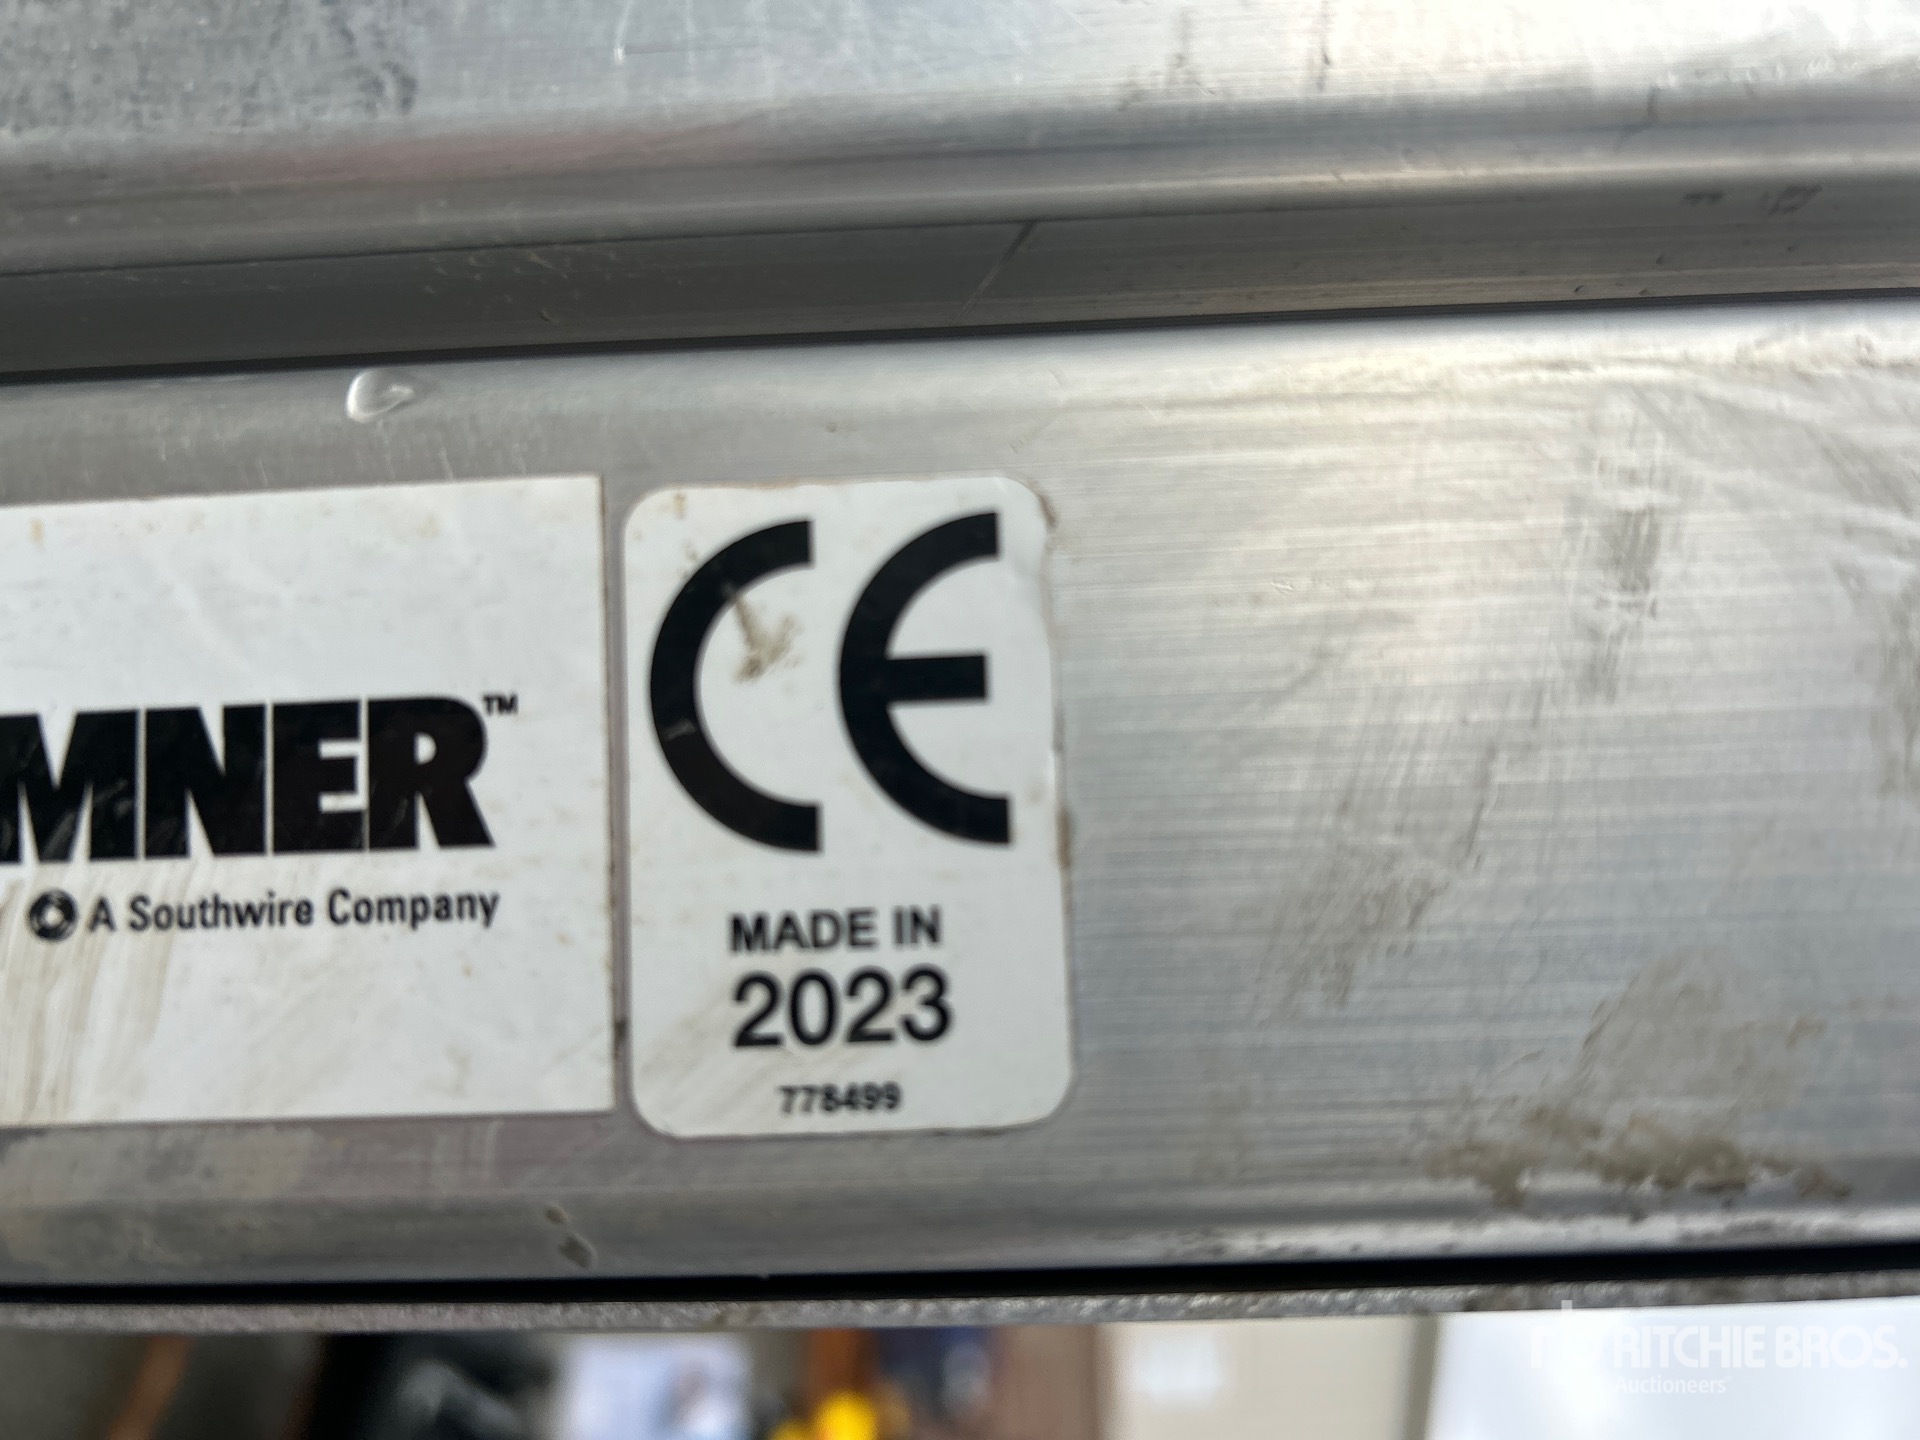 MNER™
A Southwire Company
CE
MADE IN
2023
778499
RITCHIE BROS.
Auctioneers